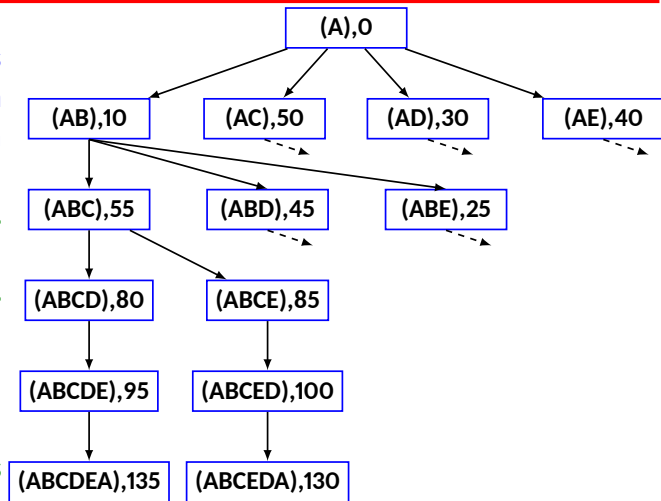 (A),0
(AB),10 (AC),50 (AD),30 (AE),40
(ABC),55 (ABD),45 (ABE),25
(ABCD),80 (ABCE),85
(ABCDE),95 (ABCED),100
(ABCDEA),135 (ABCEDA),130